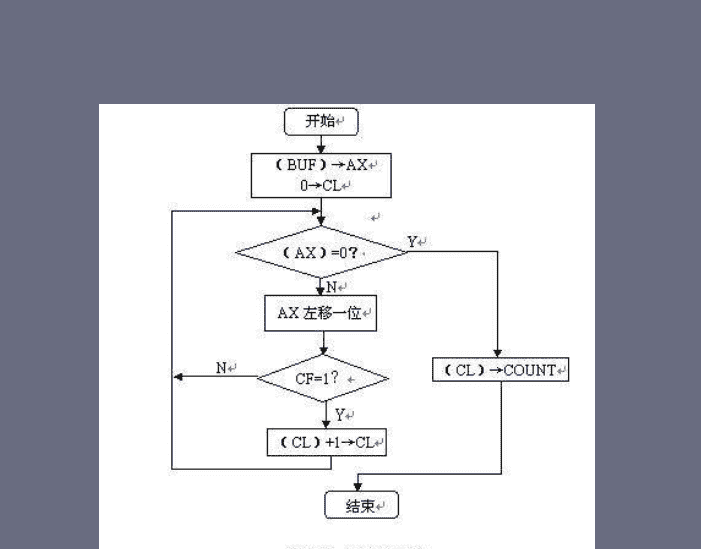 开始
(BUF)→AX
0→CL
(AX)=0?
Y
N
AX 左移一位
CF=1?
N
(CL)→COUNT
Y
(CL)+1→CL
结束